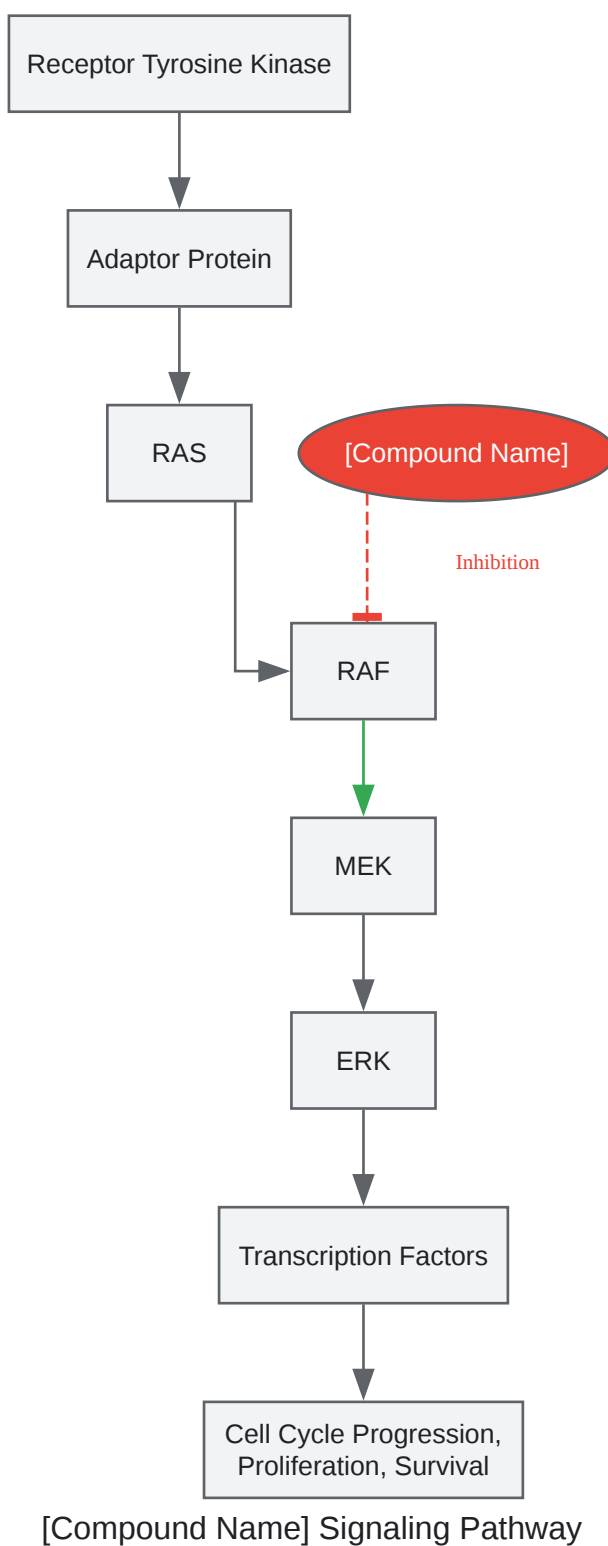 Receptor Tyrosine Kinase
Adaptor Protein
RAS
[Compound Name]
Inhibition
RAF
MEK
ERK
Transcription Factors
Cell Cycle Progression,
Proliferation, Survival
[Compound Name] Signaling Pathway